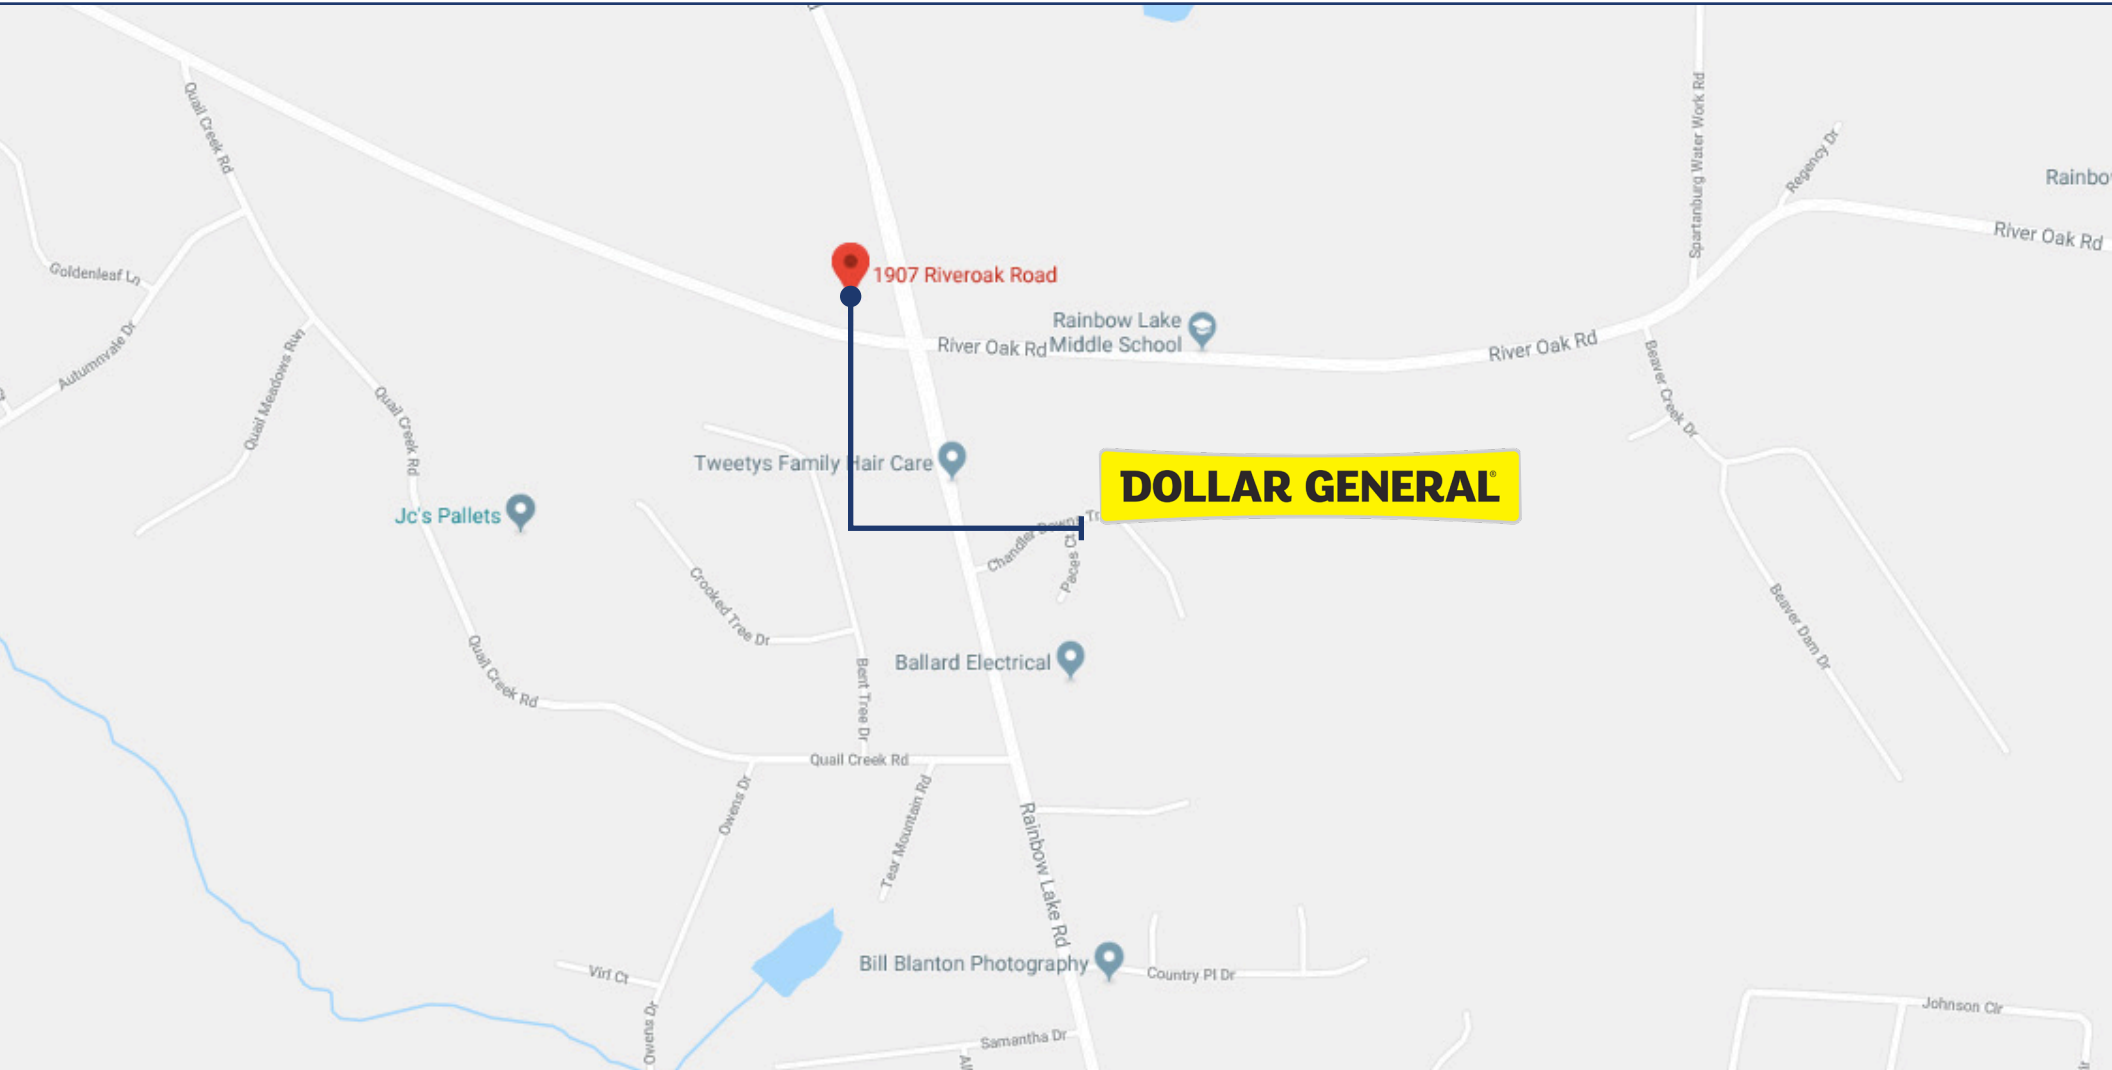 Quail Creek Rd
Spartanburg Water Work Rd
Regency Dr
Rainbo
River Oak Rd
Goldenleaf Ln
1907 Riveroak Road
Rainbow Lake
Middle School
River Oak Rd
River Oak Rd
Autumnvale Dr
Quail Meadows Run
Quail Creek Rd
Beaver Creek Dr
Tweetys Family Hair Care
DOLLAR GENERAL®
Jc's Pallets
Chandler Downs Tr
Paces Ct
Crooked Tree Dr
Beaver Dam Dr
Quail Creek Rd
Bent Tree Dr
Ballard Electrical
Quail Creek Rd
Owens Dr
Tear Mountain Rd
Rainbow Lake Rd
Bill Blanton Photography
Country Pl Dr
Virf Ct
Owens Dr
Samantha Dr
Johnson Cir